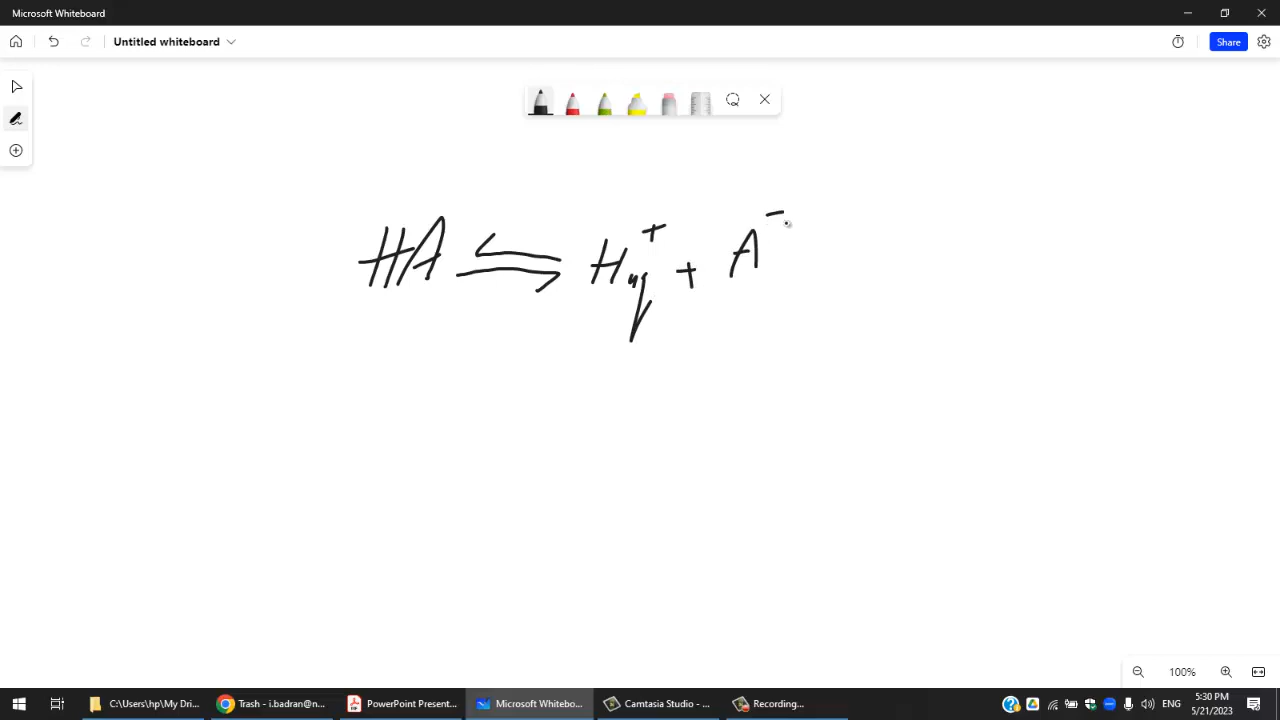 Microsoft Whiteboard
Untitled whiteboard
Share
HA ⇌ H⁺aq + A⁻
100%
C:\Users\hp\My Dri...
Trash - i.badran@n...
PowerPoint Present...
Microsoft Whiteboa...
Camtasia Studio - ...
Recording...
ENG
5:30 PM
5/21/2023